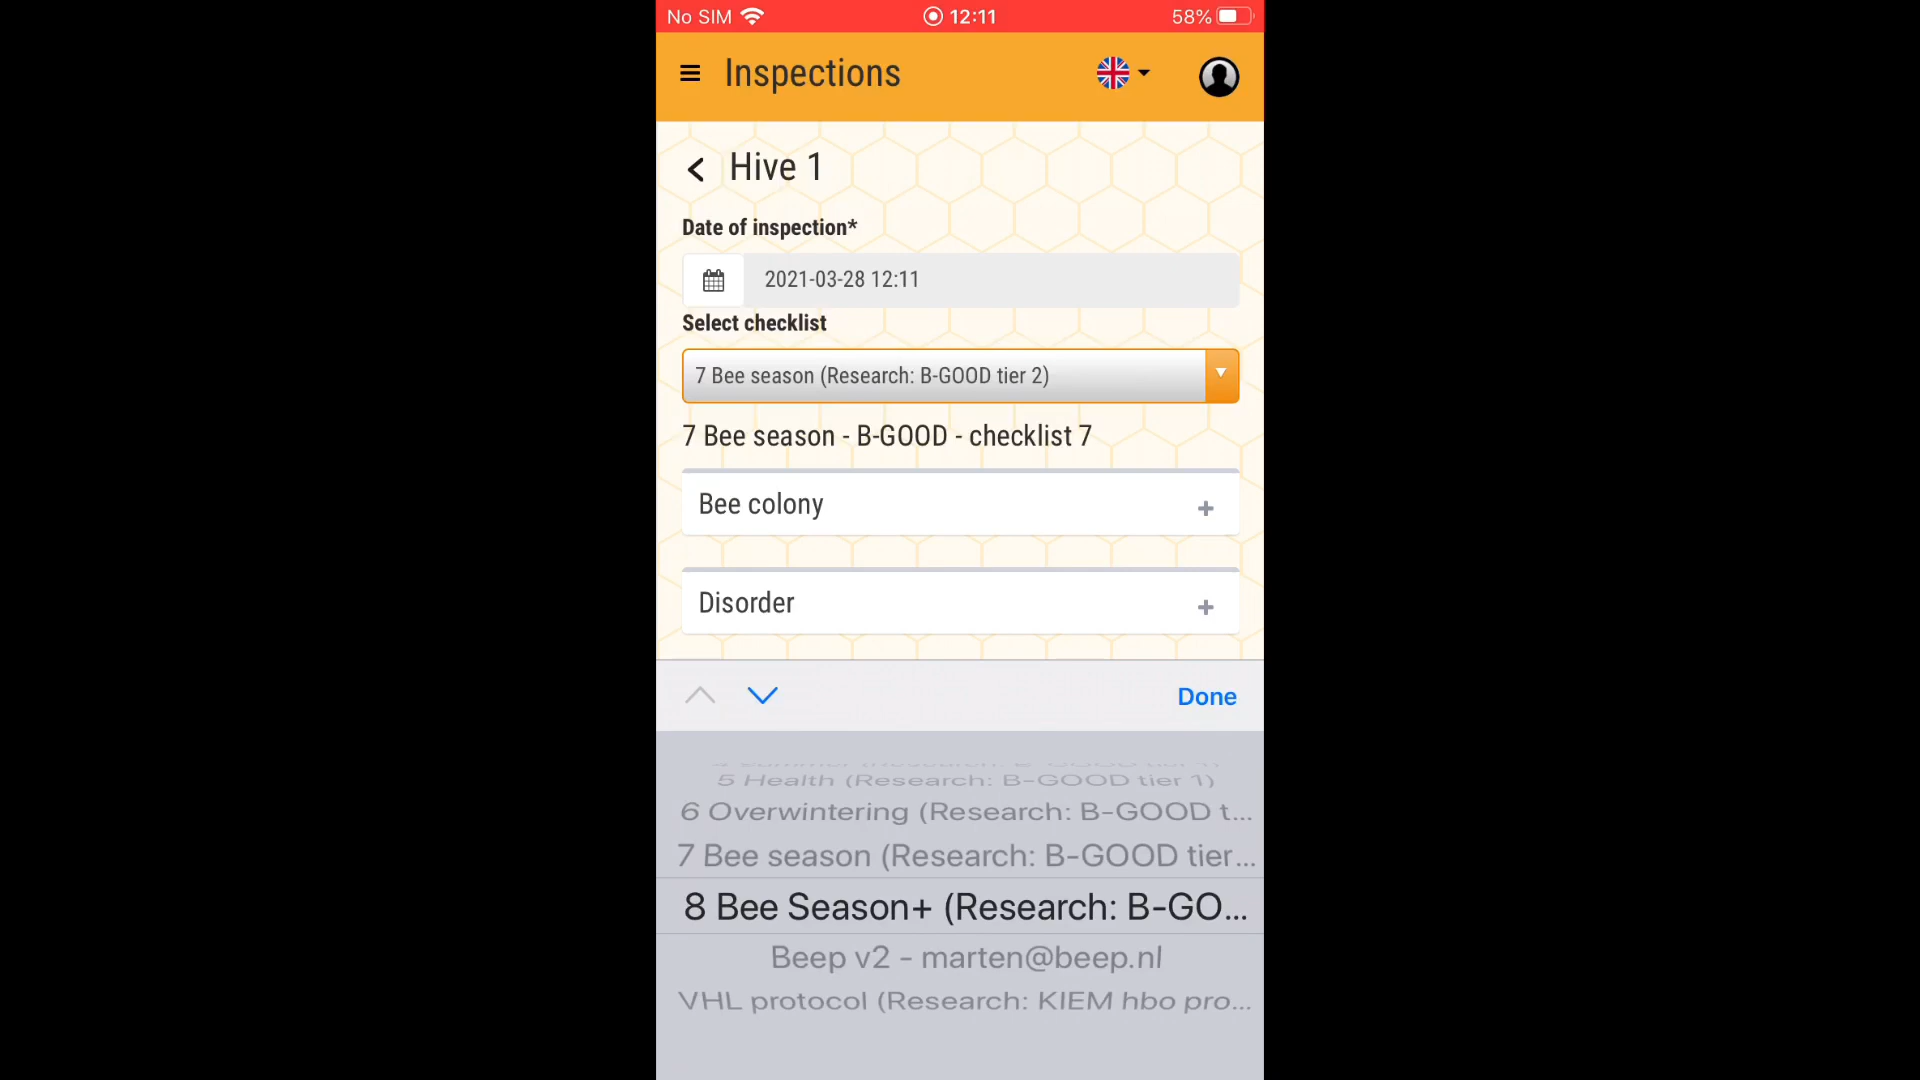 No SIM 12:11 58%
Inspections
Hive 1
Date of inspection*
2021-03-28 12:11
Select checklist
7 Bee season (Research: B-GOOD tier 2)
7 Bee season - B-GOOD - checklist 7
Bee colony +
Disorder +
Done
5 Health (Research: B-GOOD tier 1)
6 Overwintering (Research: B-GOOD t...
7 Bee season (Research: B-GOOD tier...
8 Bee Season+ (Research: B-GO...
Beep v2 - marten@beep.nl
VHL protocol (Research: KIEM hbo pro...